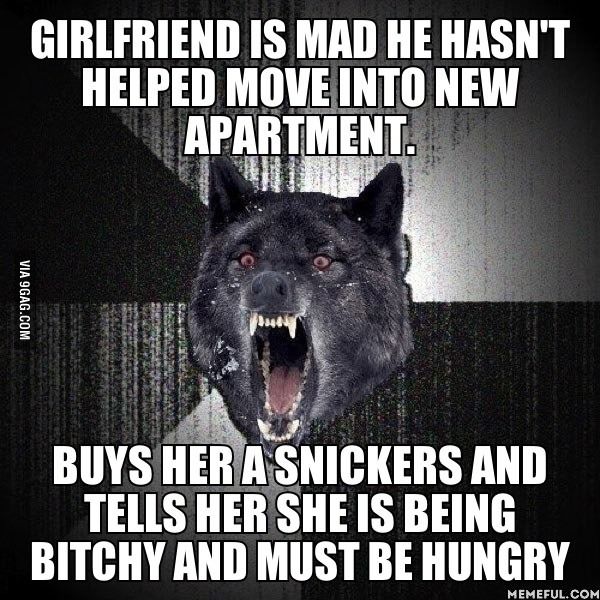 GIRLFRIEND IS MAD HE HASN'T
HELPED MOVE INTO NEW
APARTMENT.
VIA 9GAG.COM
BUYS HER A SNICKERS AND
TELLS HER SHE IS BEING
BITCHY AND MUST BE HUNGRY
MEMEFUL.COM